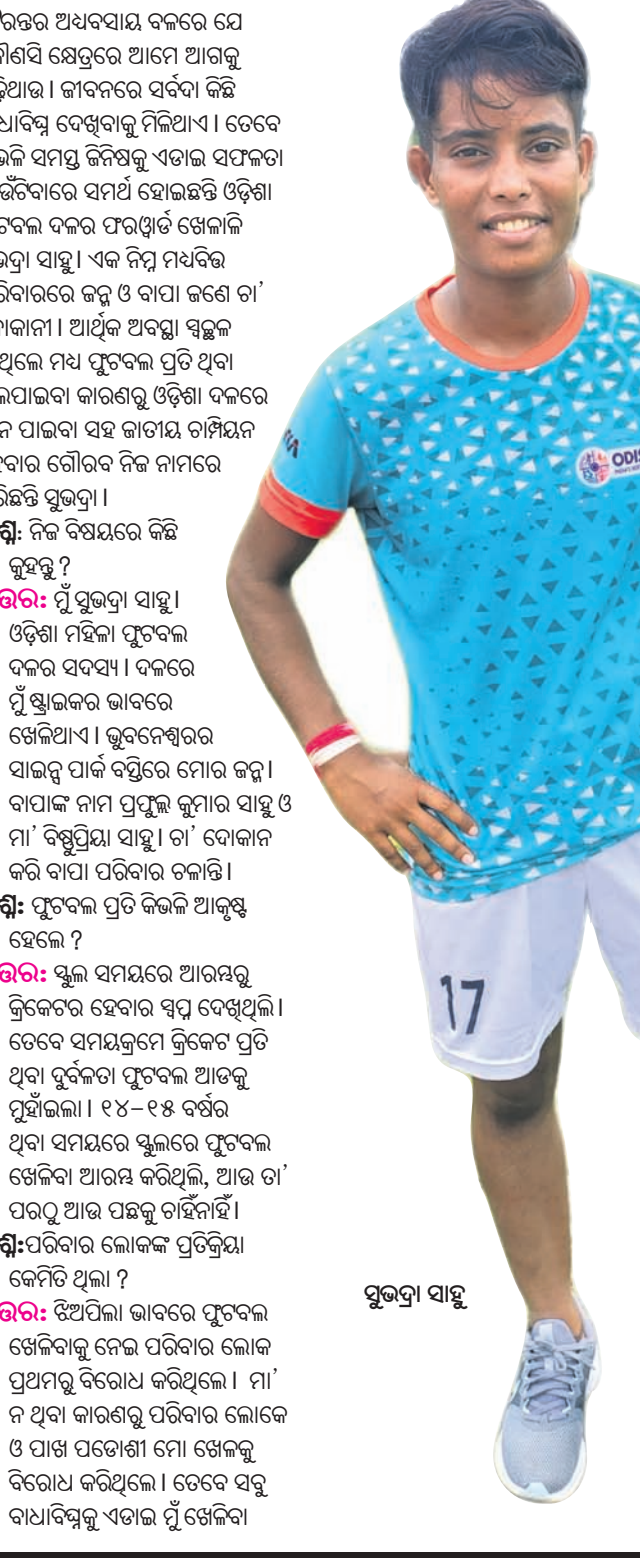 ରନ୍ତର ଅଧ୍ୟବସାୟ ବଳରେ ଯେ
ୌଣସି କ୍ଷେତ୍ରରେ ଆମେ ଆଗକୁ
ଢ଼ିଥାଉ । ଜୀବନରେ ସର୍ବଦା କିଛି
ଧାବିଘ୍ନ ଦେଖିବାକୁ ମିଳିଥାଏ । ତେବେ
ଭଳି ସମସ୍ତ ଜିନିଷକୁ ଏଡାଇ ସଫଳତା
ଉଁଟିବାରେ ସମର୍ଥ ହୋଇଛନ୍ତି ଓଡ଼ିଶା
ଟବଲ ଦଳର ଫରୱାର୍ଡ ଖେଳାଳି
ଭଦ୍ରା ସାହୁ । ଏକ ନିମ୍ନ ମଧ୍ୟବିତ୍ତ
ରିବାରରେ ଜନ୍ମ ଓ ବାପା ଜଣେ ଚା’
ୋକାନୀ । ଆର୍ଥିକ ଅବସ୍ଥା ସ୍ୱଚ୍ଛଳ
ଥିଲେ ମଧ୍ୟ ଫୁଟବଲ ପ୍ରତି ଥିବା
ଲପାଇବା କାରଣରୁ ଓଡ଼ିଶା ଦଳରେ
ନ ପାଇବା ସହ ଜାତୀୟ ଚାମ୍ପିୟନ
ହେବାର ଗୌରବ ନିଜ ନାମରେ
ରିଛନ୍ତି ସୁଭଦ୍ରା ।
ଶ୍ନ: ନିଜ ବିଷୟରେ କିଛି
କୁହନ୍ତୁ ?
ତ୍ତର: ମୁଁ ସୁଭଦ୍ରା ସାହୁ ।
ଓଡ଼ିଶା ମହିଳା ଫୁଟବଲ
ଦଳର ସଦସ୍ୟ । ଦଳରେ
ମୁଁ ଷ୍ଟ୍ରାଇକର ଭାବରେ
ଖେଳିଥାଏ । ଭୁବନେଶ୍ୱରର
ସାଇନ୍ସ ପାର୍କ ବସ୍ତିରେ ମୋର ଜନ୍ମ ।
ବାପାଙ୍କ ନାମ ପ୍ରଫୁଲ୍ଲ କୁମାର ସାହୁ ଓ
ମା’ ବିଷ୍ଣୁପ୍ରିୟା ସାହୁ । ଚା’ ଦୋକାନ
କରି ବାପା ପରିବାର ଚଳାନ୍ତି ।
ଶ୍ନ: ଫୁଟବଲ ପ୍ରତି କିଭଳି ଆକୃଷ୍ଟ
ହେଲେ ?
ତ୍ତର: ସ୍କୁଲ ସମୟରେ ଆରମ୍ଭରୁ
କ୍ରିକେଟର ହେବାର ସ୍ୱପ୍ନ ଦେଖିଥିଲି ।
ତେବେ ସମୟକ୍ରମେ କ୍ରିକେଟ ପ୍ରତି
ଥିବା ଦୁର୍ବଳତା ଫୁଟବଲ ଆଡକୁ
ମୁହାଁଇଲା । ୧୪–୧୫ ବର୍ଷର
ଥିବା ସମୟରେ ସ୍କୁଲରେ ଫୁଟବଲ
ଖେଳିବା ଆରମ୍ଭ କରିଥିଲି, ଆଉ ତା’
ପରଠୁ ଆଉ ପଛକୁ ଚାହିଁନାହିଁ ।
ଶ୍ନ:ପରିବାର ଲୋକଙ୍କ ପ୍ରତିକ୍ରିୟା
କେମିତି ଥିଲା ?
ତ୍ତର: ଝିଅପିଲା ଭାବରେ ଫୁଟବଲ
ଖେଳିବାକୁ ନେଇ ପରିବାର ଲୋକ
ପ୍ରଥମରୁ ବିରୋଧ କରିଥିଲେ । ମା’
ନ ଥିବା କାରଣରୁ ପରିବାର ଲୋକେ
ଓ ପାଖ ପଡୋଶୀ ମୋ ଖେଳକୁ
ବିରୋଧ କରିଥିଲେ । ତେବେ ସବୁ
ବାଧାବିଘ୍ନକୁ ଏଡାଇ ମୁଁ ଖେଳିବା
ODIS
17
ସୁଭଦ୍ରା ସାହୁ